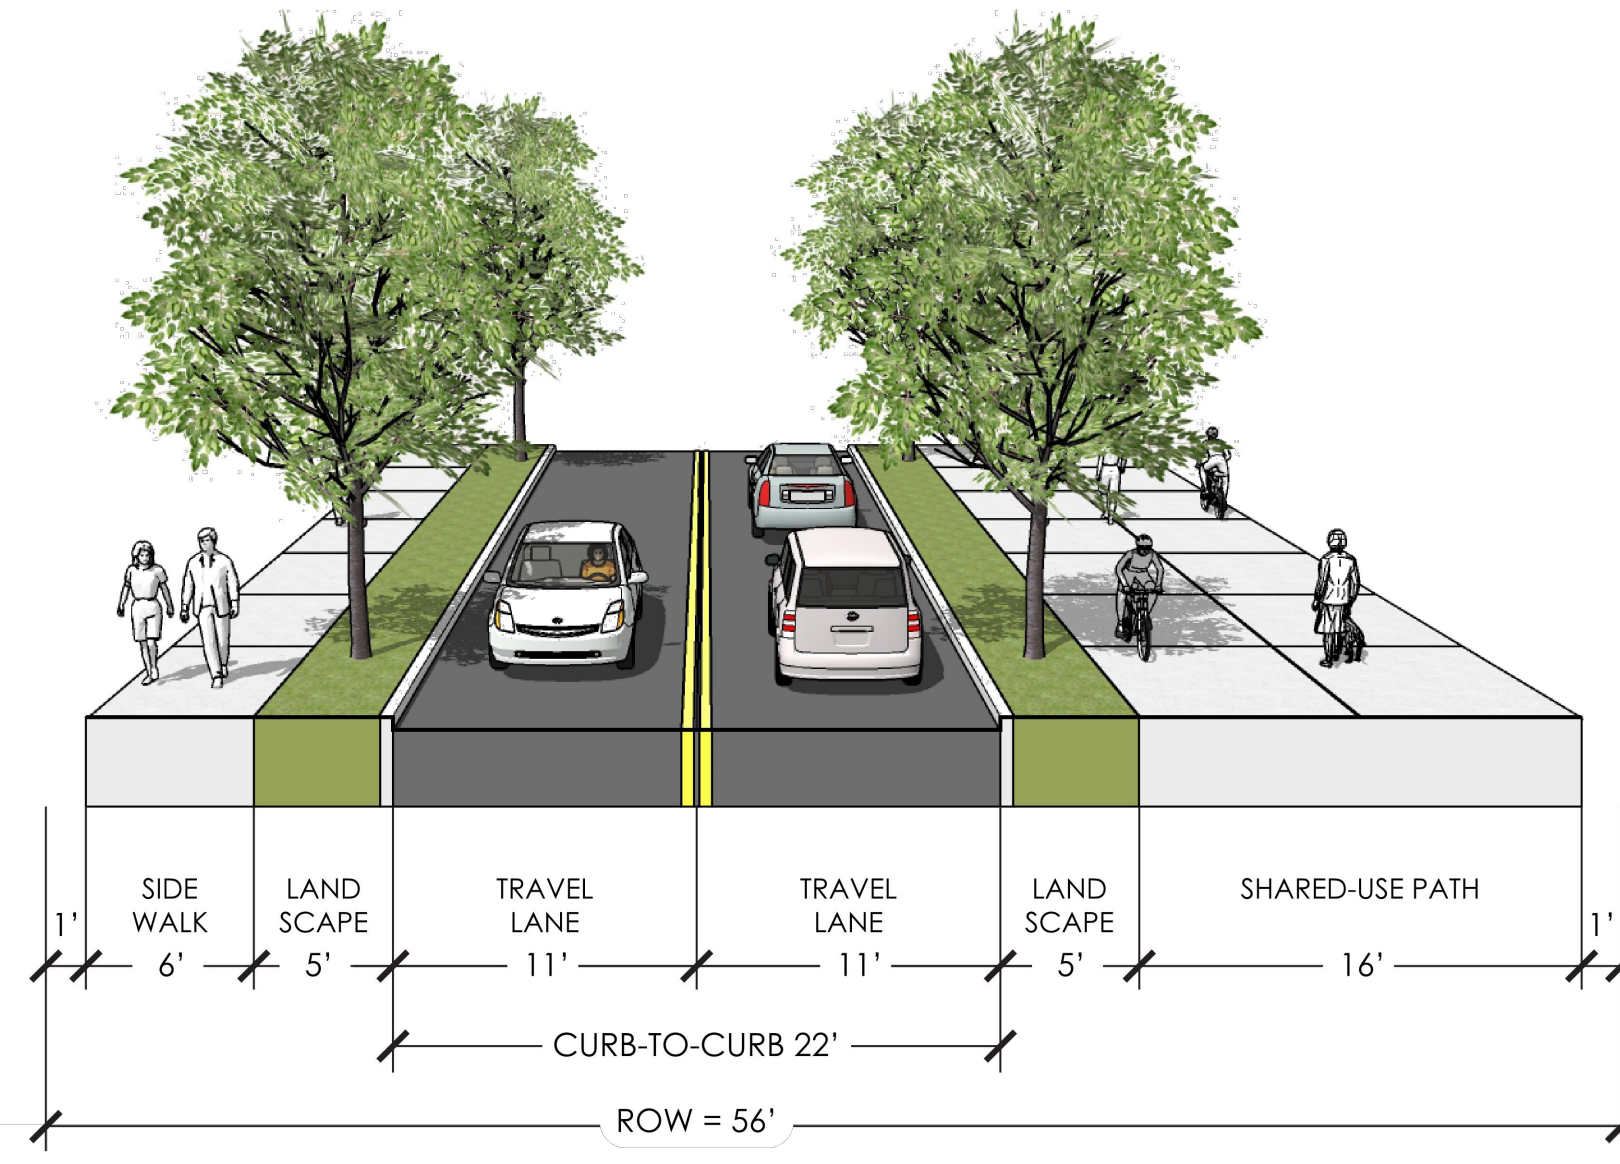 SIDE
WALK
LAND
SCAPE
TRAVEL
LANE
TRAVEL
LANE
LAND
SCAPE
SHARED-USE PATH
1’
6’
5’
11’
11’
5’
16’
1’
CURB-TO-CURB 22’
ROW = 56’